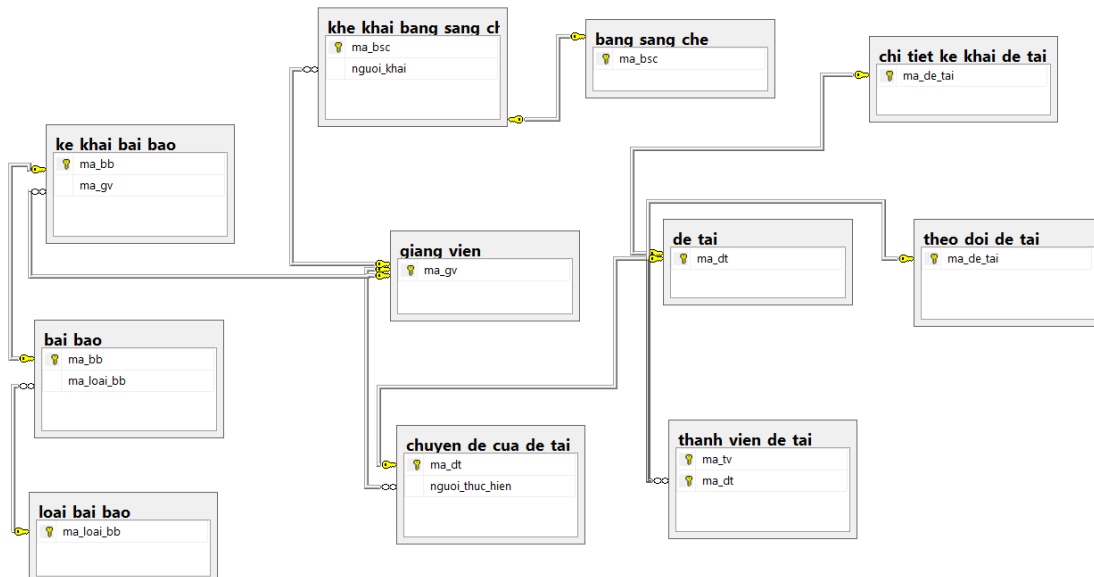 khe khai bang sang ch
ma_bsc
nguoi_khai
bang sang che
ma_bsc
chi tiet ke khai de tai
ma_de_tai
ke khai bai bao
ma_bb
ma_gv
giang vien
ma_gv
de tai
ma_dt
theo doi de tai
ma_de_tai
bai bao
ma_bb
ma_loai_bb
chuyen de cua de tai
ma_dt
nguoi_thuc_hien
thanh vien de tai
ma_tv
ma_dt
loai bai bao
ma_loai_bb